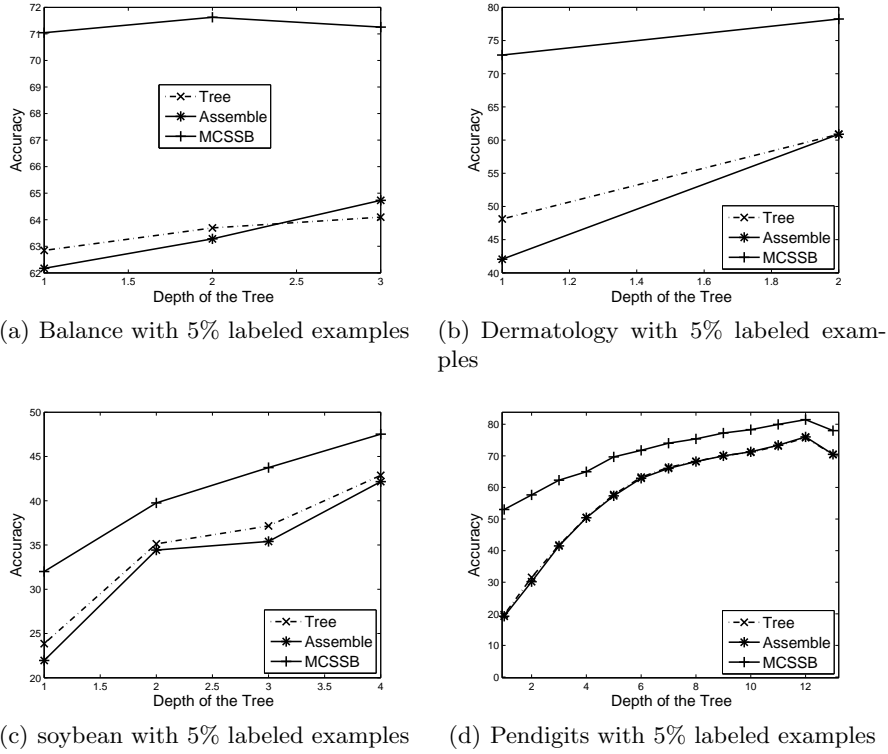 72
71
70
69
68
67
66
65
64
63
62
Accuracy
1
1.5
2
2.5
3
Depth of the Tree
Tree
Assemble
MCSSB
(a) Balance with 5% labeled examples
80
75
70
65
60
55
50
45
40
Accuracy
1
1.2
1.4
1.6
1.8
2
Depth of the Tree
Tree
Assemble
MCSSB
(b) Dermatology with 5% labeled exam-
ples
50
45
40
35
30
25
20
Accuracy
1
1.5
2
2.5
3
3.5
4
Depth of the Tree
Tree
Assemble
MCSSB
(c) soybean with 5% labeled examples
80
70
60
50
40
30
20
10
0
Accuracy
2
4
6
8
10
12
Depth of the Tree
Tree
Assemble
MCSSB
(d) Pendigits with 5% labeled examples